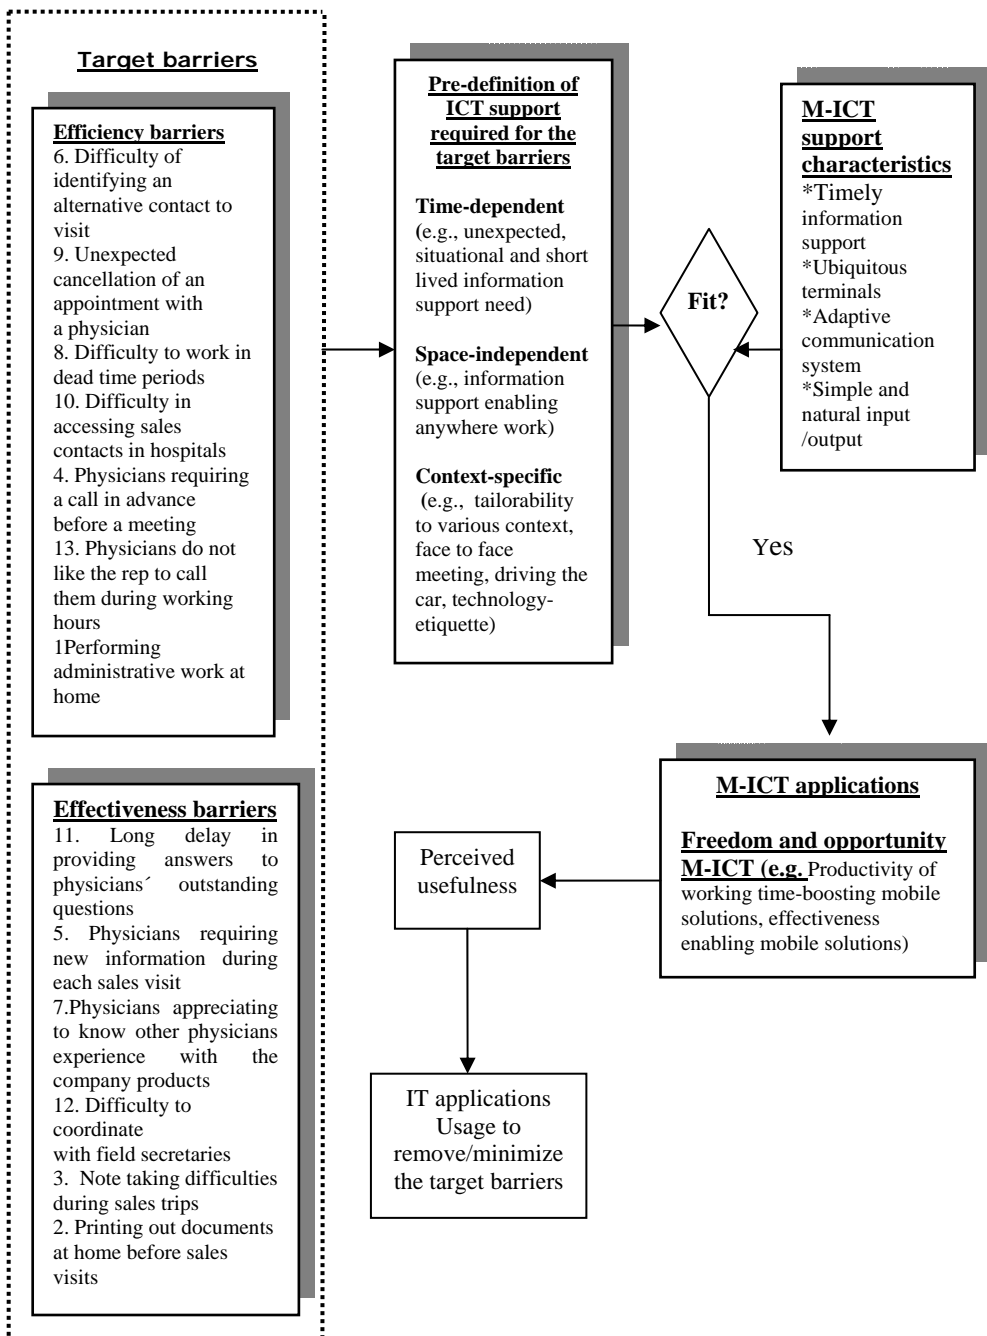 Target barriers
Efficiency barriers
6. Difficulty of
identifying an
alternative contact to
visit
9. Unexpected
cancellation of an
appointment with
a physician
8. Difficulty to work in
dead time periods
10. Difficulty in
accessing sales
contacts in hospitals
4. Physicians requiring
a call in advance
before a meeting
13. Physicians do not
like the rep to call
them during working
hours
1Performing
administrative work at
home
Effectiveness barriers
11. Long delay in
providing answers to
physicians´ outstanding
questions
5. Physicians requiring
new information during
each sales visit
7.Physicians appreciating
to know other physicians
experience with the
company products
12. Difficulty to
coordinate
with field secretaries
3. Note taking difficulties
during sales trips
2. Printing out documents
at home before sales
visits
Pre-definition of
ICT support
required for the
target barriers
Time-dependent
(e.g., unexpected,
situational and short
lived information
support need)
Space-independent
(e.g., information
support enabling
anywhere work)
Context-specific
(e.g., tailorability
to various context,
face to face
meeting, driving the
car, technology-
etiquette)
Fit?
M-ICT
support
characteristics
*Timely
information
support
*Ubiquitous
terminals
*Adaptive
communication
system
*Simple and
natural input
/output
Yes
M-ICT applications
Freedom and opportunity
M-ICT (e.g. Productivity of
working time-boosting mobile
solutions, effectiveness
enabling mobile solutions)
Perceived
usefulness
IT applications
Usage to
remove/minimize
the target barriers